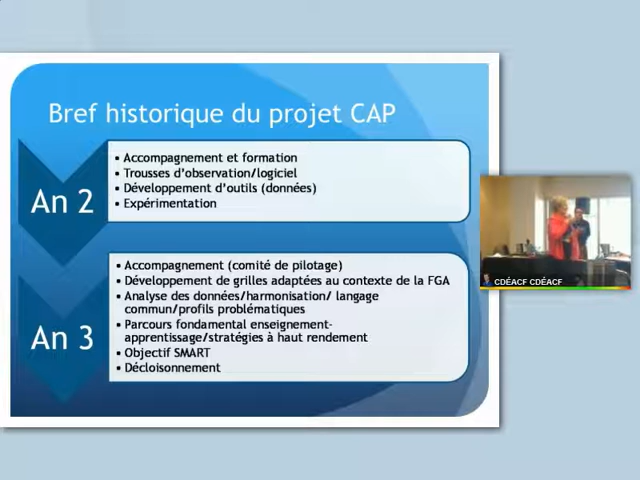 Bref historique du projet CAP
An 2
▪ Accompagnement et formation
▪ Trousses d'observation/logiciel
▪ Développement d'outils (données)
▪ Expérimentation
An 3
▪ Accompagnement (comité de pilotage)
▪ Développement de grilles adaptées au contexte de la FGA
▪ Analyse des données/harmonisation/ langage
commun/profils problématiques
▪ Parcours fondamental enseignement-
apprentissage/stratégies à haut rendement
▪ Objectif SMART
▪ Décloisonnement
CDÉACF CDÉACF